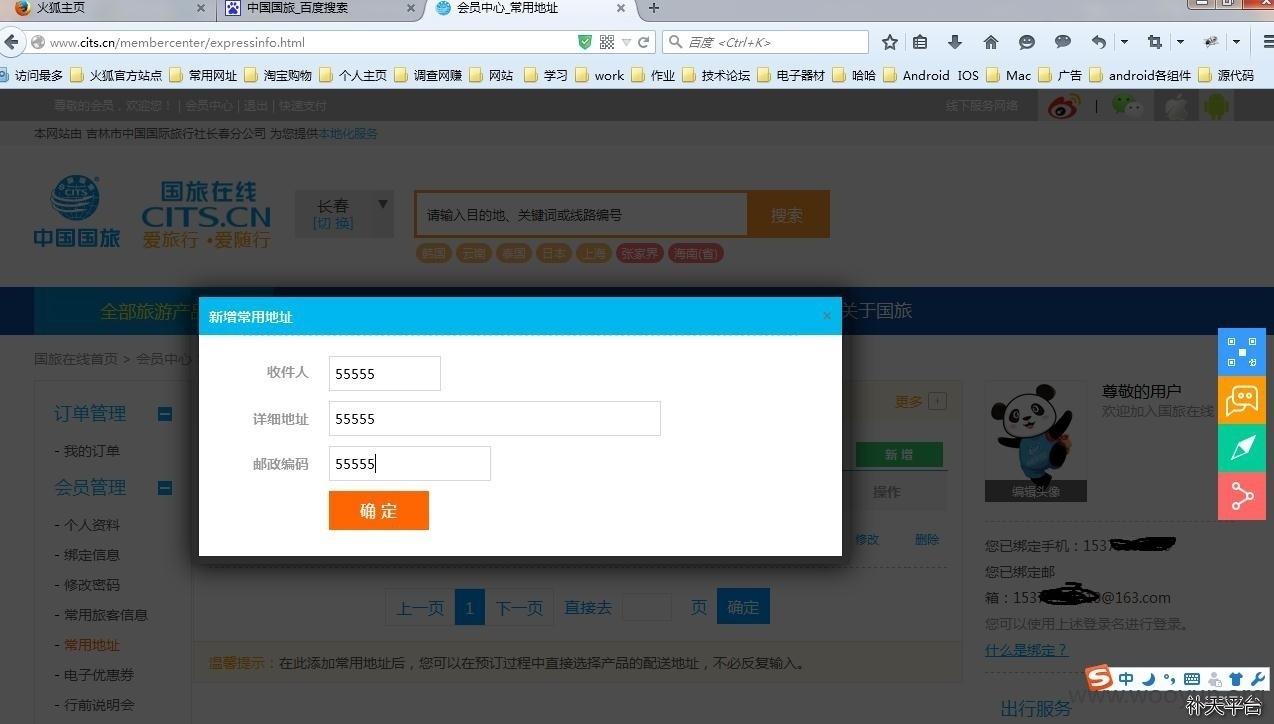 火狐主页
中国国旅_百度搜索
会员中心_常用地址
www.cits.cn/membercenter/expressinfo.html
百度 <Ctrl+K>
访问最多 火狐官方站点 常用网址 淘宝购物 个人主页 调查网赚 网站 学习 work 作业 技术论坛 电子器材 哈哈 Android IOS Mac 广告 android各组件 源代码
尊敬的会员，欢迎您！ | 会员中心 | 退出 | 快速支付
线下服务网络
本网站由 吉林市中国国际旅行社长春分公司 为您提供本地化服务
CITS
中国国旅
国旅在线
CITS.CN
爱旅行 •爱随行
长春
[切换]
请输入目的地、关键词或线路编号
搜索
韩国 云南 泰国 日本 上海 张家界 海南(省)
全部旅游产
关于国旅
国旅在线首页 > 会员中心
新增常用地址
×
收件人 55555
详细地址 55555
邮政编码 55555
确 定
订单管理
- 我的订单
会员管理
- 个人资料
- 绑定信息
- 修改密码
- 常用旅客信息
- 常用地址
- 电子优惠券
- 行前说明会
更多 +
新 增
操作
修改 删除
上一页 1 下一页 直接去 页 确定
温馨提示：在此添加常用地址后，您可以在预订过程中直接选择产品的配送地址，不必反复输入。
编辑头像
尊敬的用户
欢迎加入国旅在线
您已绑定手机：1537
您已绑定邮
箱：153 @163.com
您可以使用上述登录名进行登录。
什么是绑定？
出行服务
中
补天平台